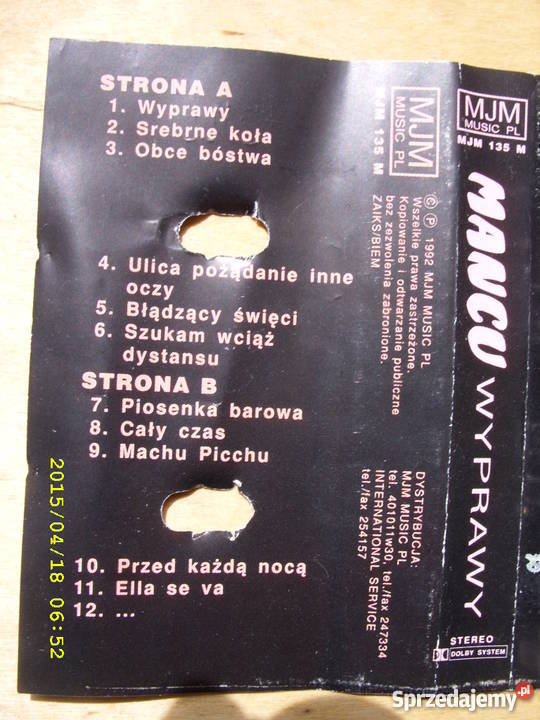 STRONA A
1. Wyprawy
2. Srebrne koła
3. Obce bóstwa
4. Ulica pożądanie inne
oczy
5. Błądzący święci
6. Szukam wciąż
dystansu
STRONA B
7. Piosenka barowa
8. Cały czas
9. Machu Picchu
10. Przed każdą nocą
11. Ella se va
12. ...
MJM
MUSIC PL
MJM 135 M
© ℗ 1992 MJM MUSIC PL
Wszelkie prawa zastrzeżone.
Kopiowanie i odtwarzanie publiczne
bez zezwolenia zabronione.
ZAIKS/BIEM
DYSTRYBUCJA:
MJM MUSIC PL
tel. 401011w30, tel./fax 247334
INTERNATIONAL SERVICE
tel./fax 254157
MJM
MUSIC PL
MJM 135 M
MANCU WYPRAWY
STEREO
DOLBY SYSTEM
2015/04/18 06:52
Sprzedajemy.pl